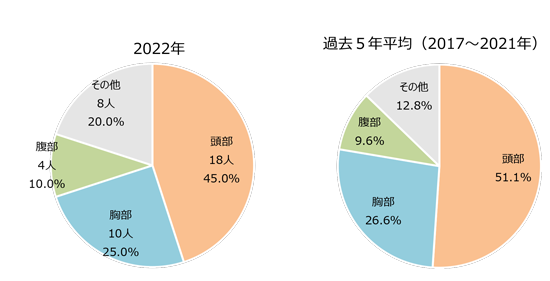 2022年
その他
8人
20.0%
頭部
18人
45.0%
腹部
4人
10.0%
胸部
10人
25.0%
過去５年平均（2017～2021年）
その他
12.8%
腹部
9.6%
頭部
51.1%
胸部
26.6%